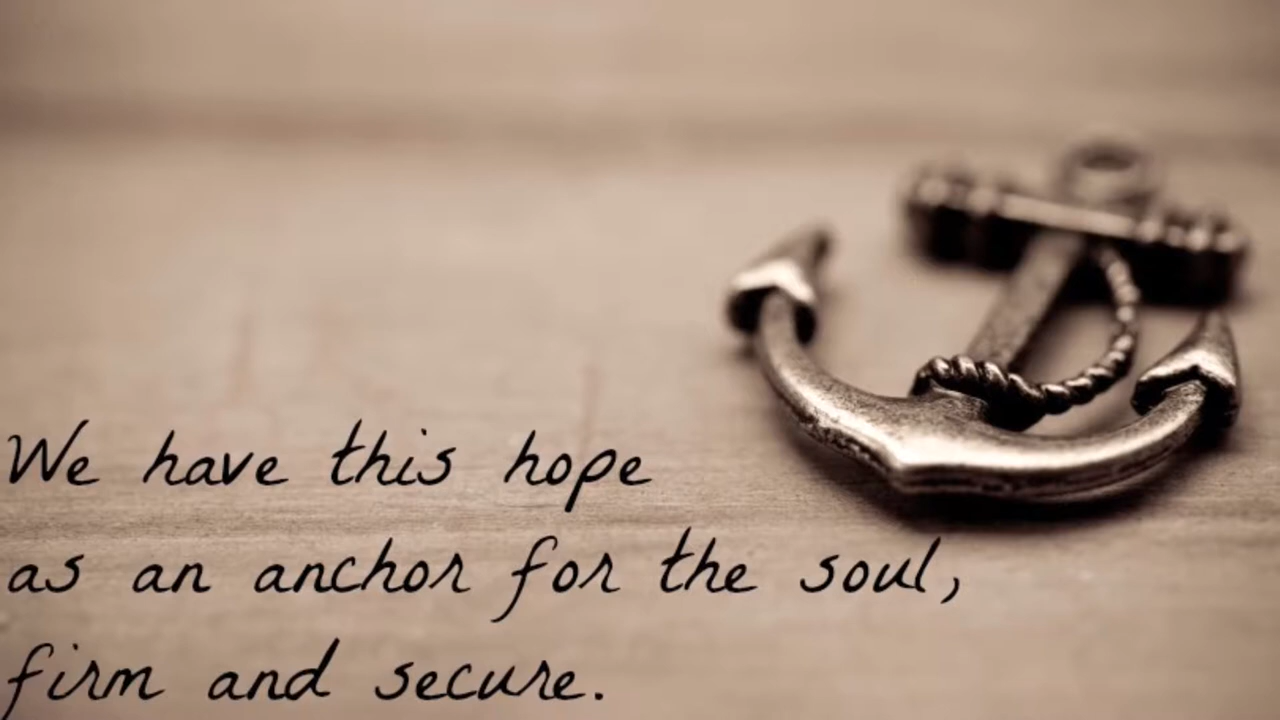 We have this hope
as an anchor for the soul,
firm and secure.